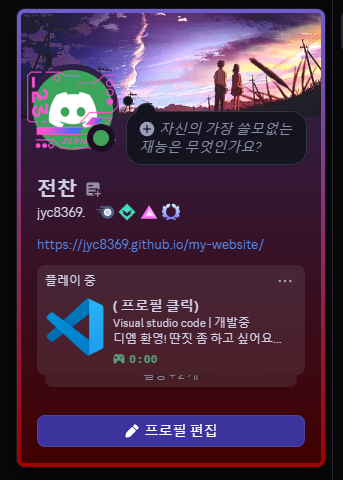 자신의 가장 쓸모없는
재능은 무엇인가요?
전찬
jyc8369.
https://jyc8369.github.io/my-website/
플레이 중
( 프로필 클릭)
Visual studio code | 개발중
디엠 환영! 딴짓 좀 하고 싶어요...
0:00
프로필 편집